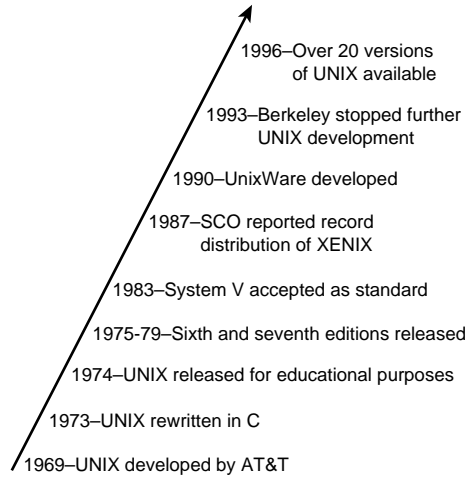 1996–Over 20 versions
of UNIX available
1993–Berkeley stopped further
UNIX development
1990–UnixWare developed
1987–SCO reported record
distribution of XENIX
1983–System V accepted as standard
1975-79–Sixth and seventh editions released
1974–UNIX released for educational purposes
1973–UNIX rewritten in C
1969–UNIX developed by AT&T